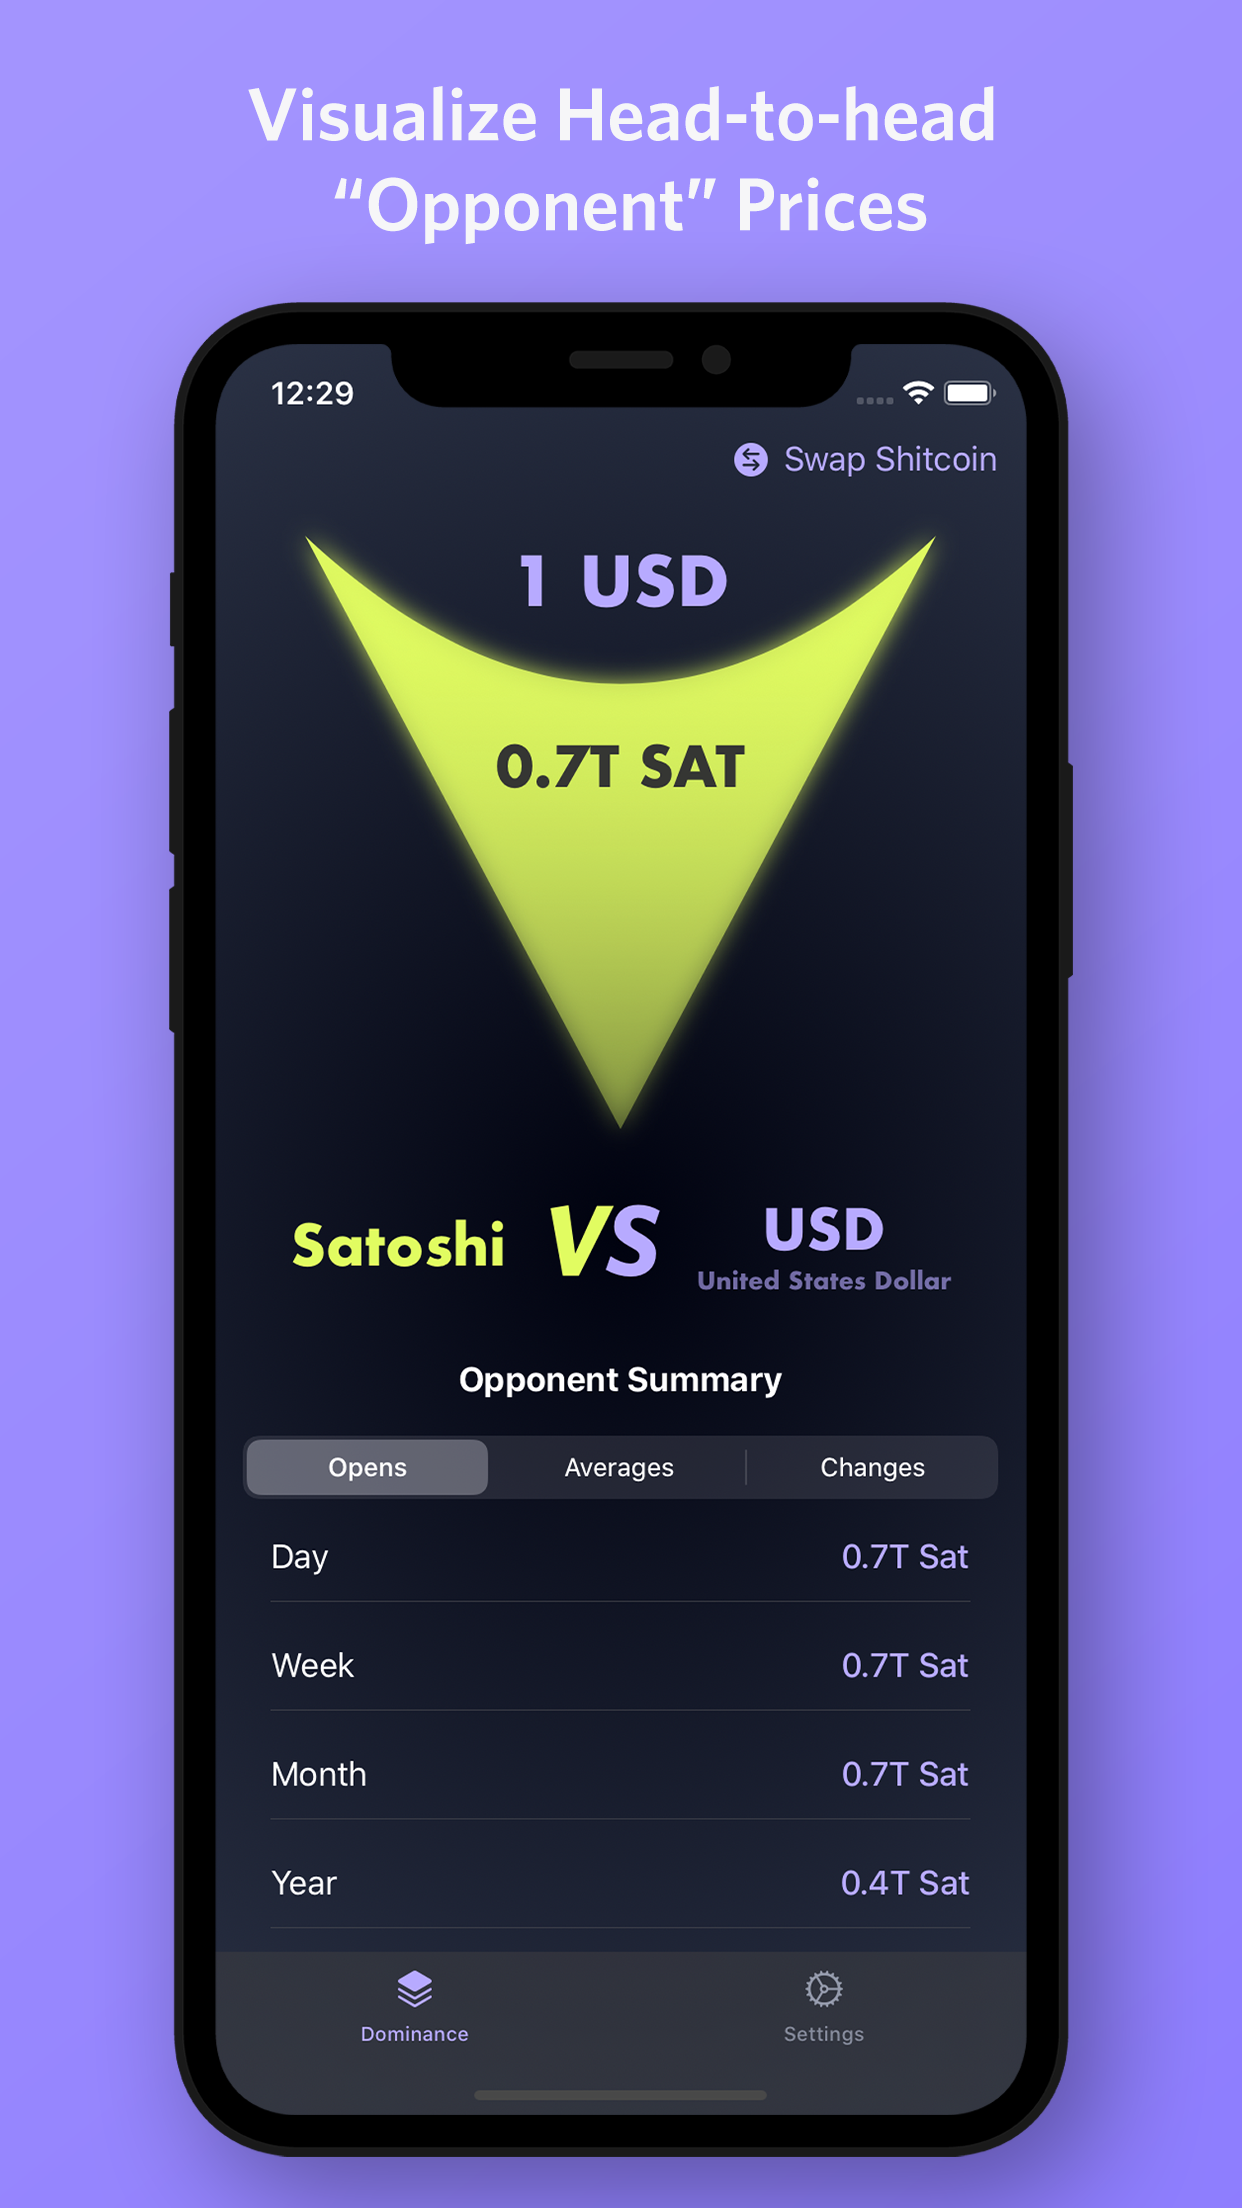 Visualize Head-to-head
“Opponent” Prices
12:29
Swap Shitcoin
1 USD
0.7T SAT
Satoshi VS USD
United States Dollar
Opponent Summary
Opens Averages Changes
Day 0.7T Sat
Week 0.7T Sat
Month 0.7T Sat
Year 0.4T Sat
Dominance Settings